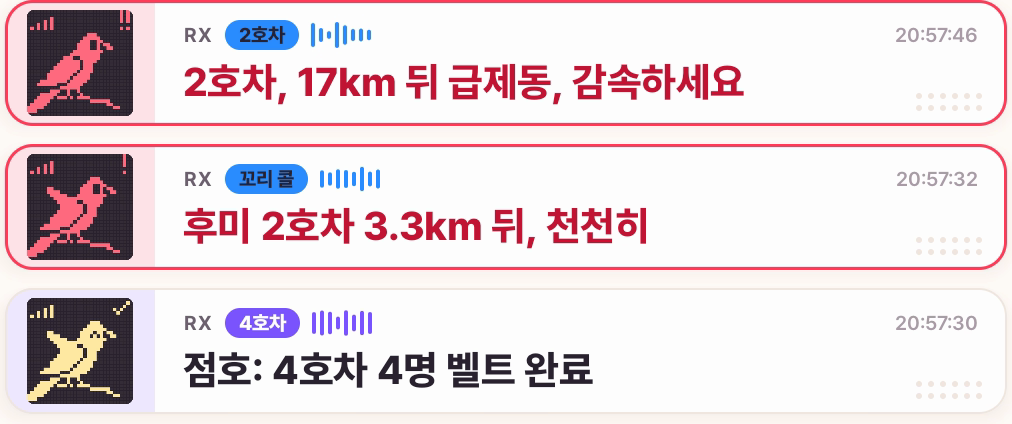 RX 2호차 20:57:46
2호차, 17km 뒤 급제동, 감속하세요
RX 꼬리 콜 20:57:32
후미 2호차 3.3km 뒤, 천천히
RX 4호차 20:57:30
점호: 4호차 4명 벨트 완료